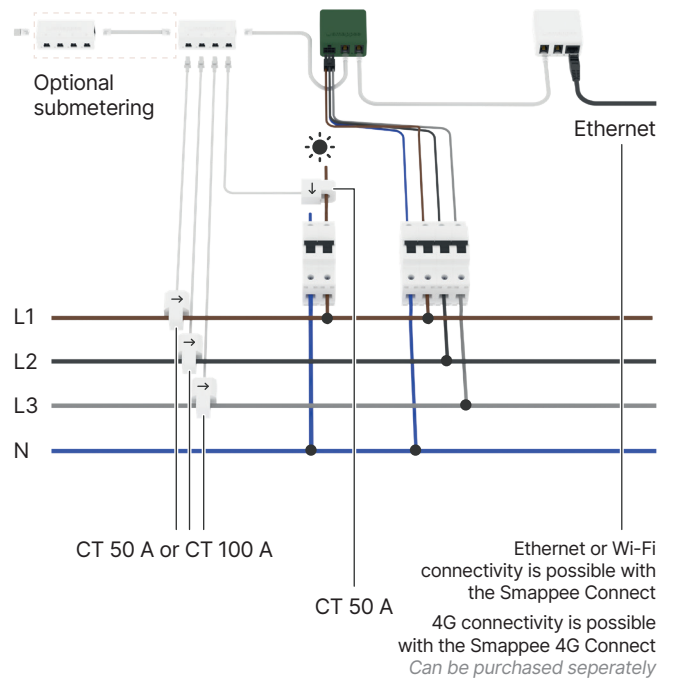 Optional
submetering
Ethernet
L1
L2
L3
N
CT 50 A or CT 100 A
CT 50 A
Ethernet or Wi-Fi
connectivity is possible with
the Smappee Connect
4G connectivity is possible
with the Smappee 4G Connect
Can be purchased seperately